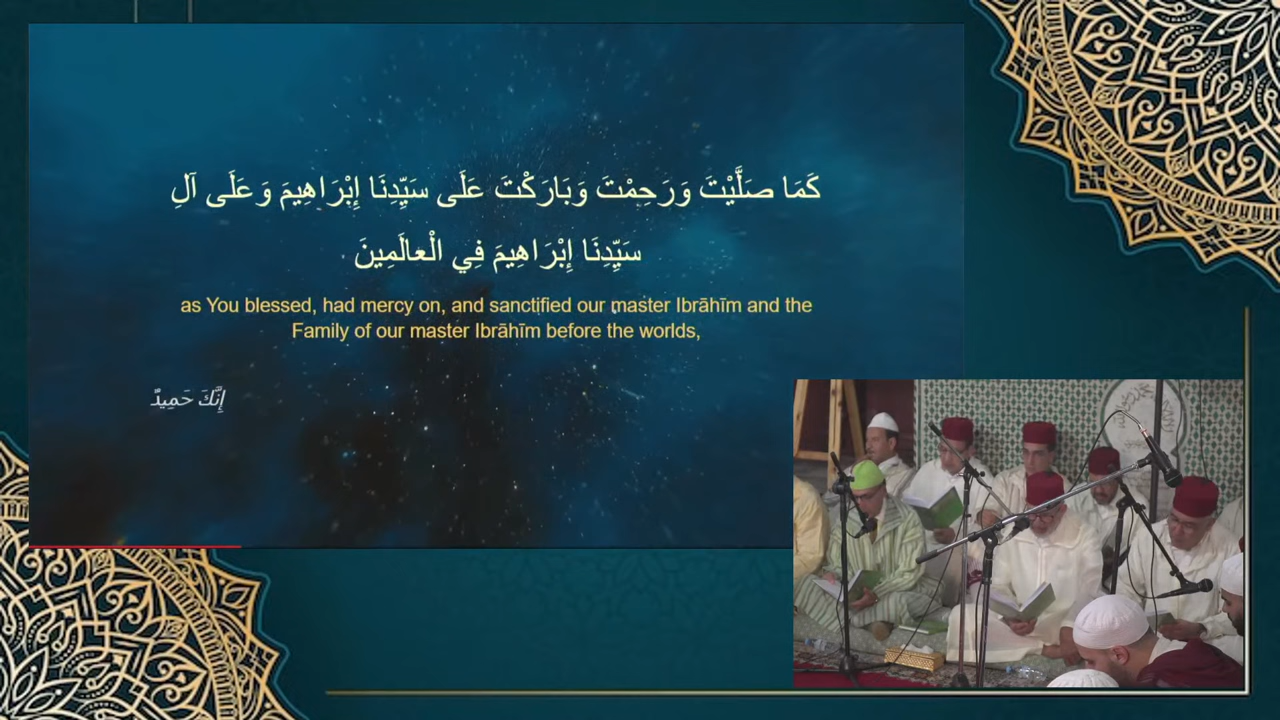 كَمَا صَلَّيْتَ وَرَحِمْتَ وَبَارَكْتَ عَلَى سَيِّدِنَا إِبْرَاهِيمَ وَعَلَى آلِ
سَيِّدِنَا إِبْرَاهِيمَ فِي الْعالَمِينَ
as You blessed, had mercy on, and sanctified our master Ibrāhīm and the
Family of our master Ibrāhīm before the worlds,
إِنَّكَ حَمِيدٌ